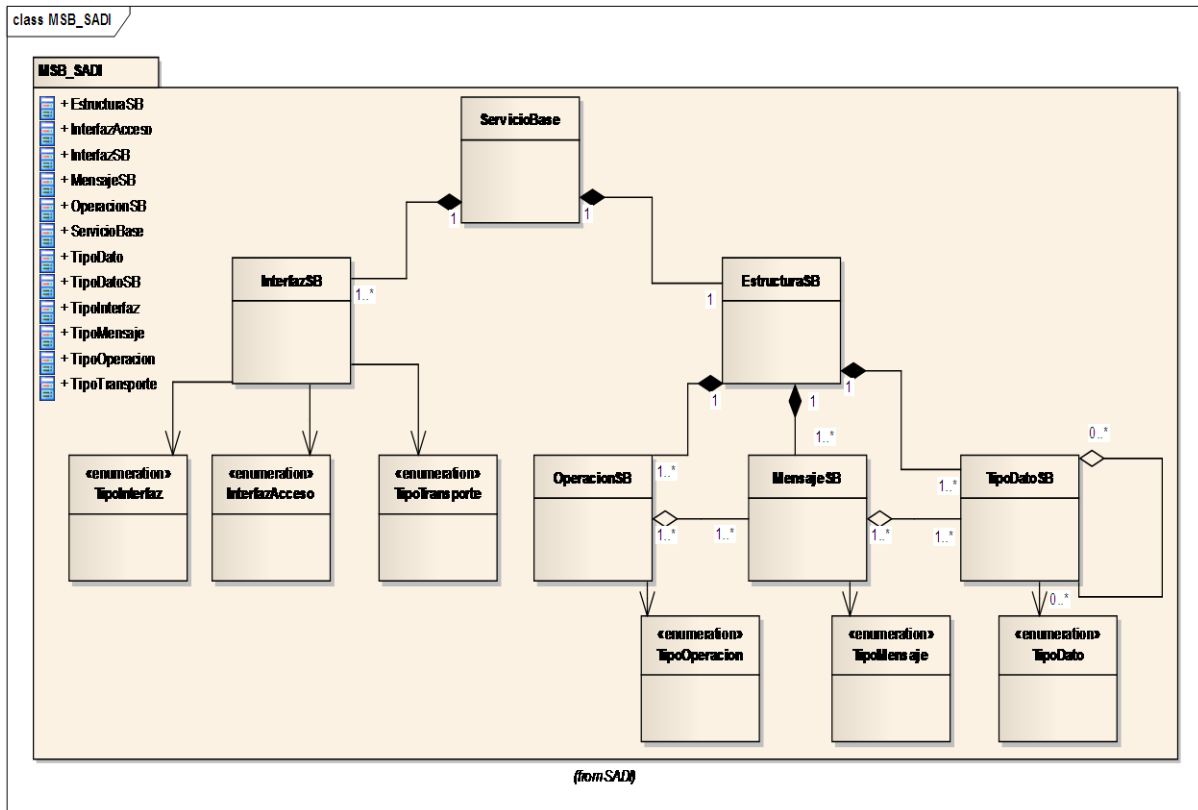 class MSB_SADI
MSB_SADI
+ EstructuraSB
+ InterfazAcceso
+ InterfazSB
+ MensajeSB
+ OperacionSB
+ ServicioBase
+ TipoDato
+ TipoDatoSB
+ TipoInterfaz
+ TipoMensaje
+ TipoOperacion
+ TipoTransporte
ServicioBase
1
1
InterfazSB
1..*
EstructuraSB
1
1
1
1
«enumeration»
TipoInterfaz
«enumeration»
InterfazAcceso
«enumeration»
TipoTransporte
OperacionSB
1..*
1..*
1..*
MensajeSB
1..*
1..*
1..*
TipoDatoSB
1..*
0..*
0..*
«enumeration»
TipoOperacion
«enumeration»
TipoMensaje
«enumeration»
TipoDato
(from SADI)